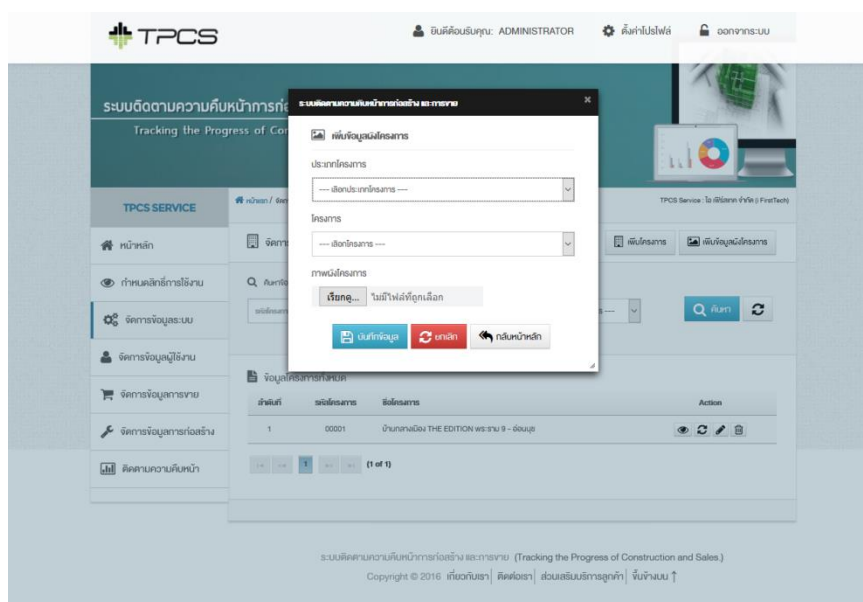 TPCS
ยินดีต้อนรับคุณ: ADMINISTRATOR
ตั้งค่าโปรไฟล์
ออกจากระบบ
ระบบติดตามความคืบหน้าการก่อ
Tracking the Progress of Con
ระบบติดตามความคืบหน้าการก่อสร้าง และการขาย
เพิ่มข้อมูลผังโครงการ
ประเภทโครงการ
---- เลือกประเภทโครงการ ----
โครงการ
---- เลือกโครงการ ----
ภาพผังโครงการ
เรียกดู... ไม่มีไฟล์ที่ถูกเลือก
บันทึกข้อมูล
ยกเลิก
กลับหน้าหลัก
TPCS SERVICE
หน้าหลัก
กำหนดสิทธิ์การใช้งาน
จัดการข้อมูลระบบ
จัดการข้อมูลผู้ใช้งาน
จัดการข้อมูลการขาย
จัดการข้อมูลการก่อสร้าง
ติดตามความคืบหน้า
หน้าแรก /
TPCS Service : ไอ เฟิร์สเทค จำกัด (i FirstTech)
เพิ่มโครงการ
เพิ่มข้อมูลผังโครงการ
ค้นหา
ข้อมูลโครงการทั้งหมด
ลำดับที่ รหัสโครงการ ชื่อโครงการ Action
1 00001 บ้านกลางเมือง THE EDITION พระราม 9 - อ่อนนุช
1 (1 of 1)
ระบบติดตามความคืบหน้าการก่อสร้าง และการขาย (Tracking the Progress of Construction and Sales.)
Copyright © 2016 เกี่ยวกับเรา| ติดต่อเรา| ส่วนเสริมบริการลูกค้า| ขึ้นข้างบน ↑